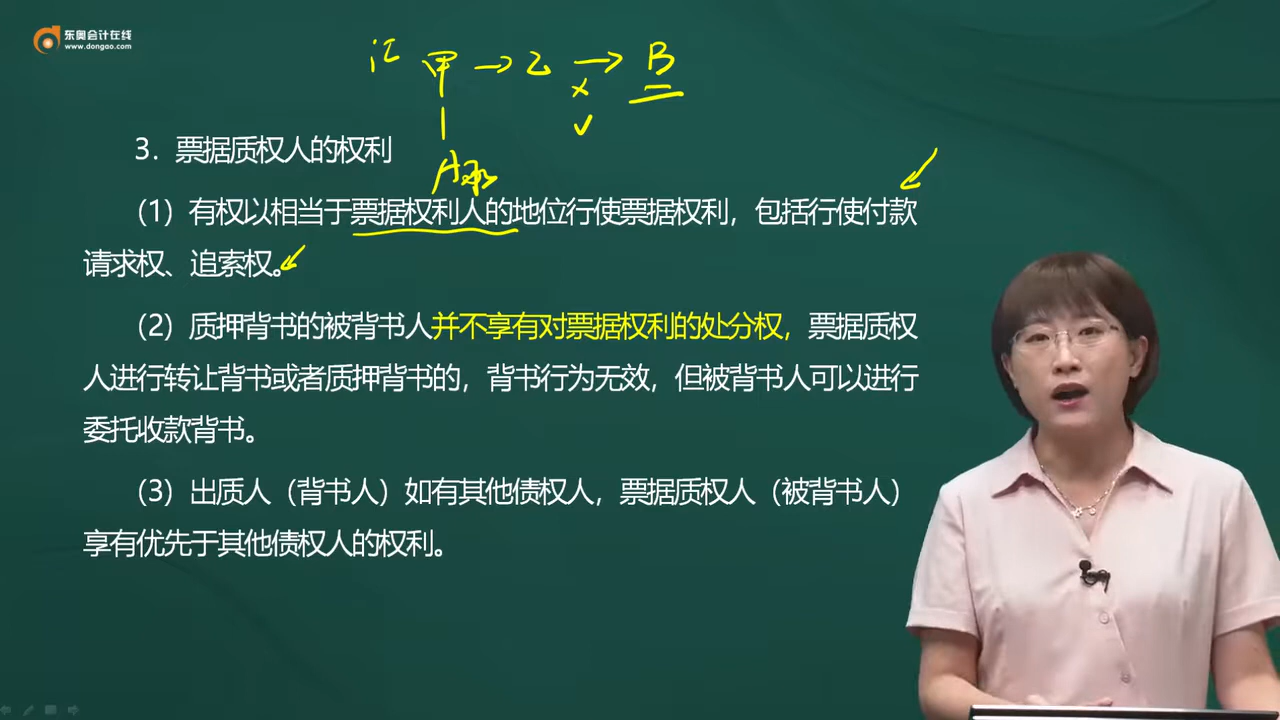 东奥会计在线
www.dongao.com
汇 甲 → 乙 → B
3. 票据质权人的权利
A承
（1）有权以相当于票据权利人的地位行使票据权利，包括行使付款
请求权、追索权。
（2）质押背书的被背书人并不享有对票据权利的处分权，票据质权
人进行转让背书或者质押背书的，背书行为无效，但被背书人可以进行
委托收款背书。
（3）出质人（背书人）如有其他债权人，票据质权人（被背书人）
享有优先于其他债权人的权利。